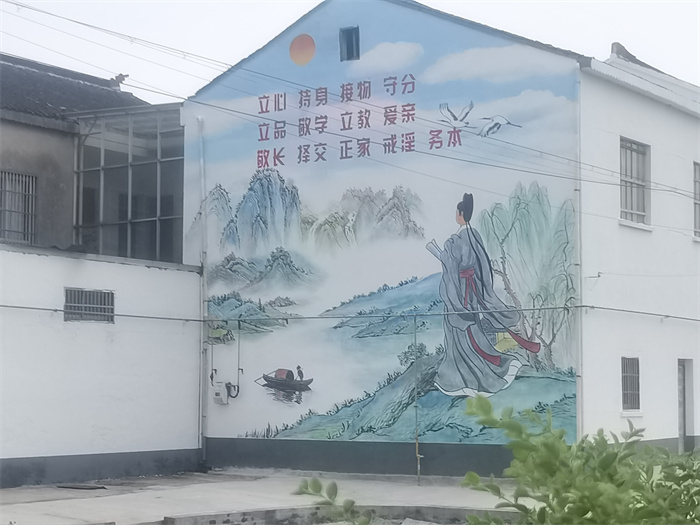 立心 持身 接物 守分
立品 敬学 立教 爱亲
敬长 择交 正家 戒淫 务本